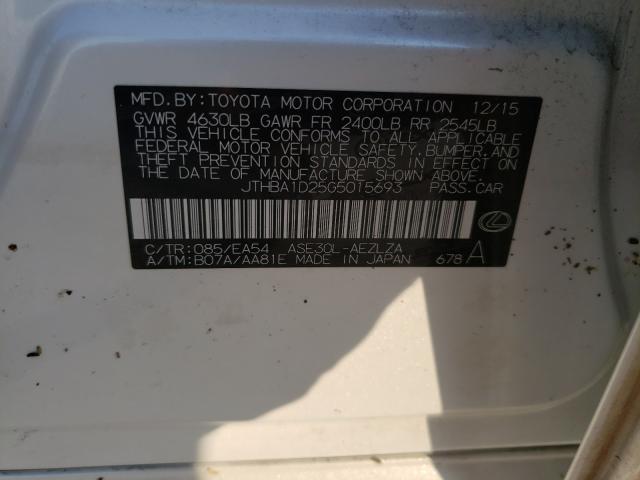 MFD.BY:TOYOTA MOTOR CORPORATION 12/15
GVWR 4630LB GAWR FR 2400LB RR 2545LB
THIS VEHICLE CONFORMS TO ALL APPLICABLE
FEDERAL MOTOR VEHICLE SAFETY,BUMPER,AND
THEFT PREVENTION STANDARDS IN EFFECT ON
THE DATE OF MANUFACTURE SHOWN ABOVE.
JTHBA1D25G5015693 PASS.CAR
C/TR:085/EA54 ASE30L-AEZLZA
A/TM:B07A/AA81E MADE IN JAPAN 678 A